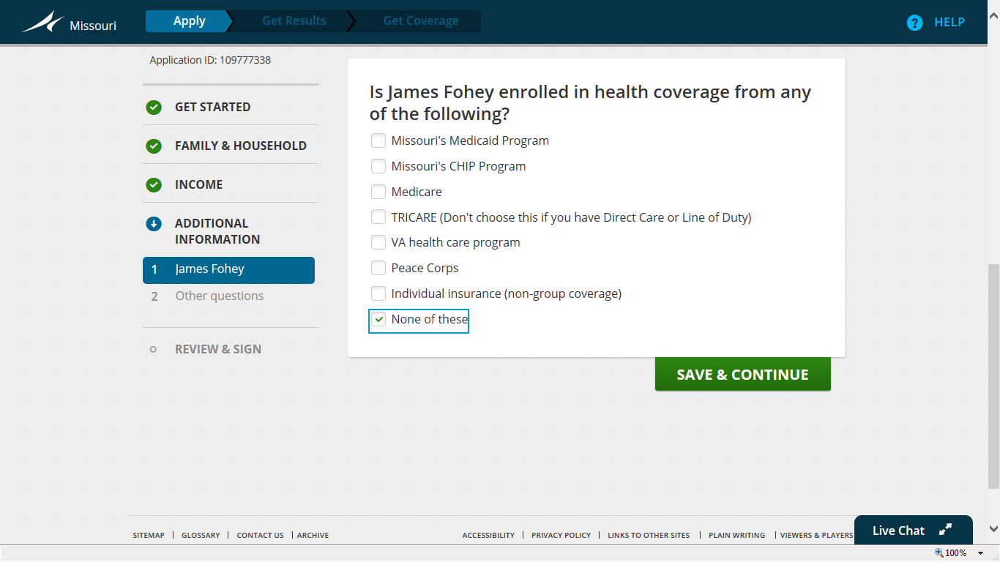 Missouri
Apply
Get Results
Get Coverage
? HELP
Application ID: 109777338
GET STARTED
FAMILY & HOUSEHOLD
INCOME
ADDITIONAL
INFORMATION
1 James Fohey
2 Other questions
REVIEW & SIGN
Is James Fohey enrolled in health coverage from any
of the following?
Missouri's Medicaid Program
Missouri's CHIP Program
Medicare
TRICARE (Don't choose this if you have Direct Care or Line of Duty)
VA health care program
Peace Corps
Individual insurance (non-group coverage)
None of these
SAVE & CONTINUE
SITEMAP | GLOSSARY | CONTACT US | ARCHIVE
ACCESSIBILITY | PRIVACY POLICY | LINKS TO OTHER SITES | PLAIN WRITING | VIEWERS & PLAYERS
Live Chat
100%